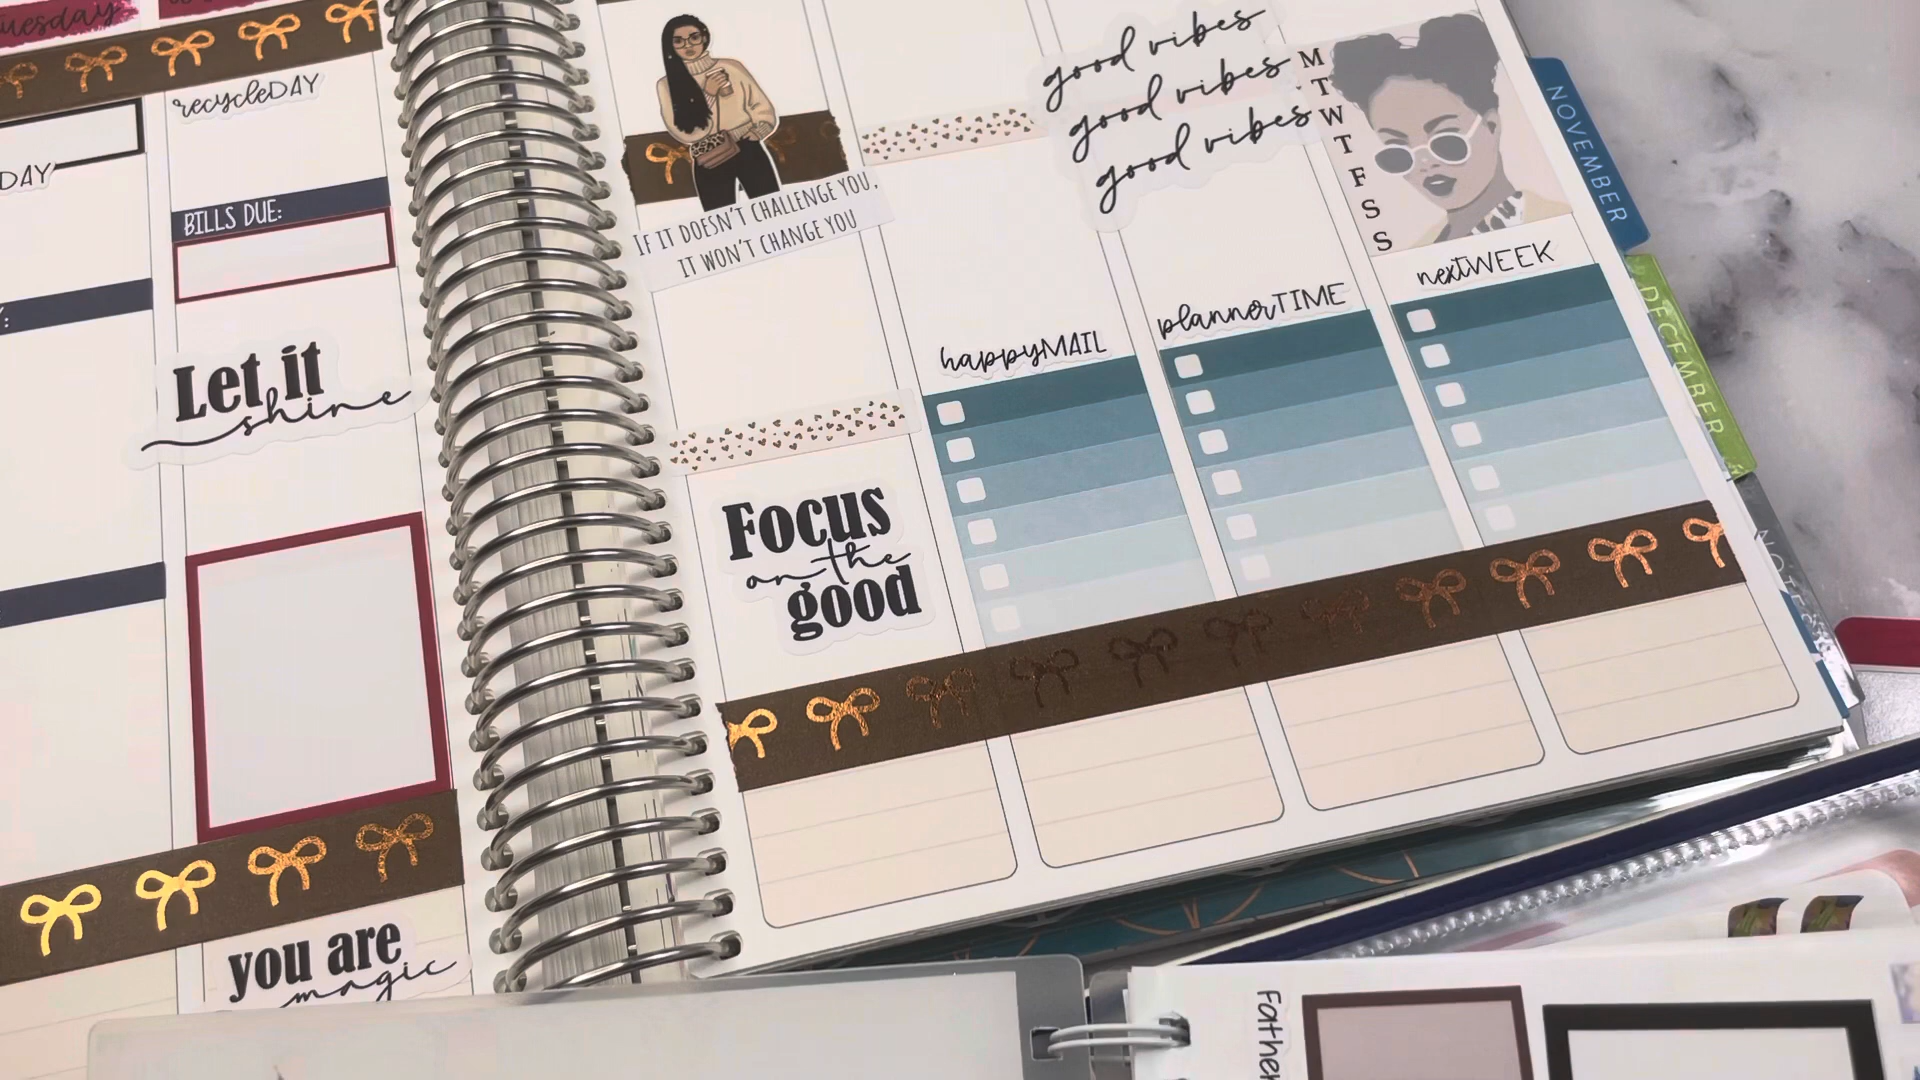 Tuesday
recycleDAY
DAY
BILLS DUE:
Let it
shine
you are
magic
IF IT DOESN'T CHALLENGE YOU,
IT WON'T CHANGE YOU
good vibes
good vibes
good vibes
M
T
W
T
F
S
S
happyMAIL
plannerTIME
nextWEEK
Focus
on the
good
NOVEMBER
DECEMBER
NOTES
Father